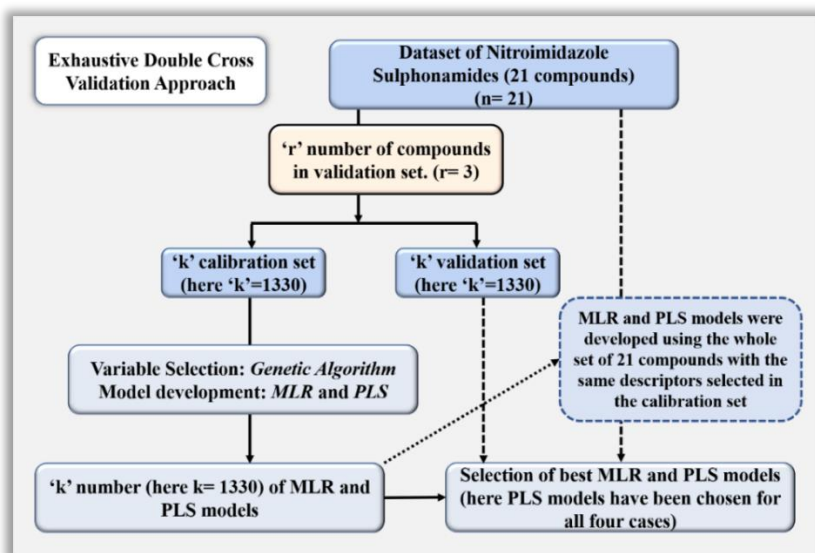 Exhaustive Double Cross
Validation Approach
Dataset of Nitroimidazole
Sulphonamides (21 compounds)
(n= 21)
‘r’ number of compounds
in validation set. (r= 3)
‘k’ calibration set
(here ‘k’=1330)
‘k’ validation set
(here ‘k’=1330)
MLR and PLS models were
developed using the whole
set of 21 compounds with the
same descriptors selected in
the calibration set
Variable Selection: Genetic Algorithm
Model development: MLR and PLS
‘k’ number (here k= 1330) of MLR and
PLS models
Selection of best MLR and PLS models
(here PLS models have been chosen for
all four cases)